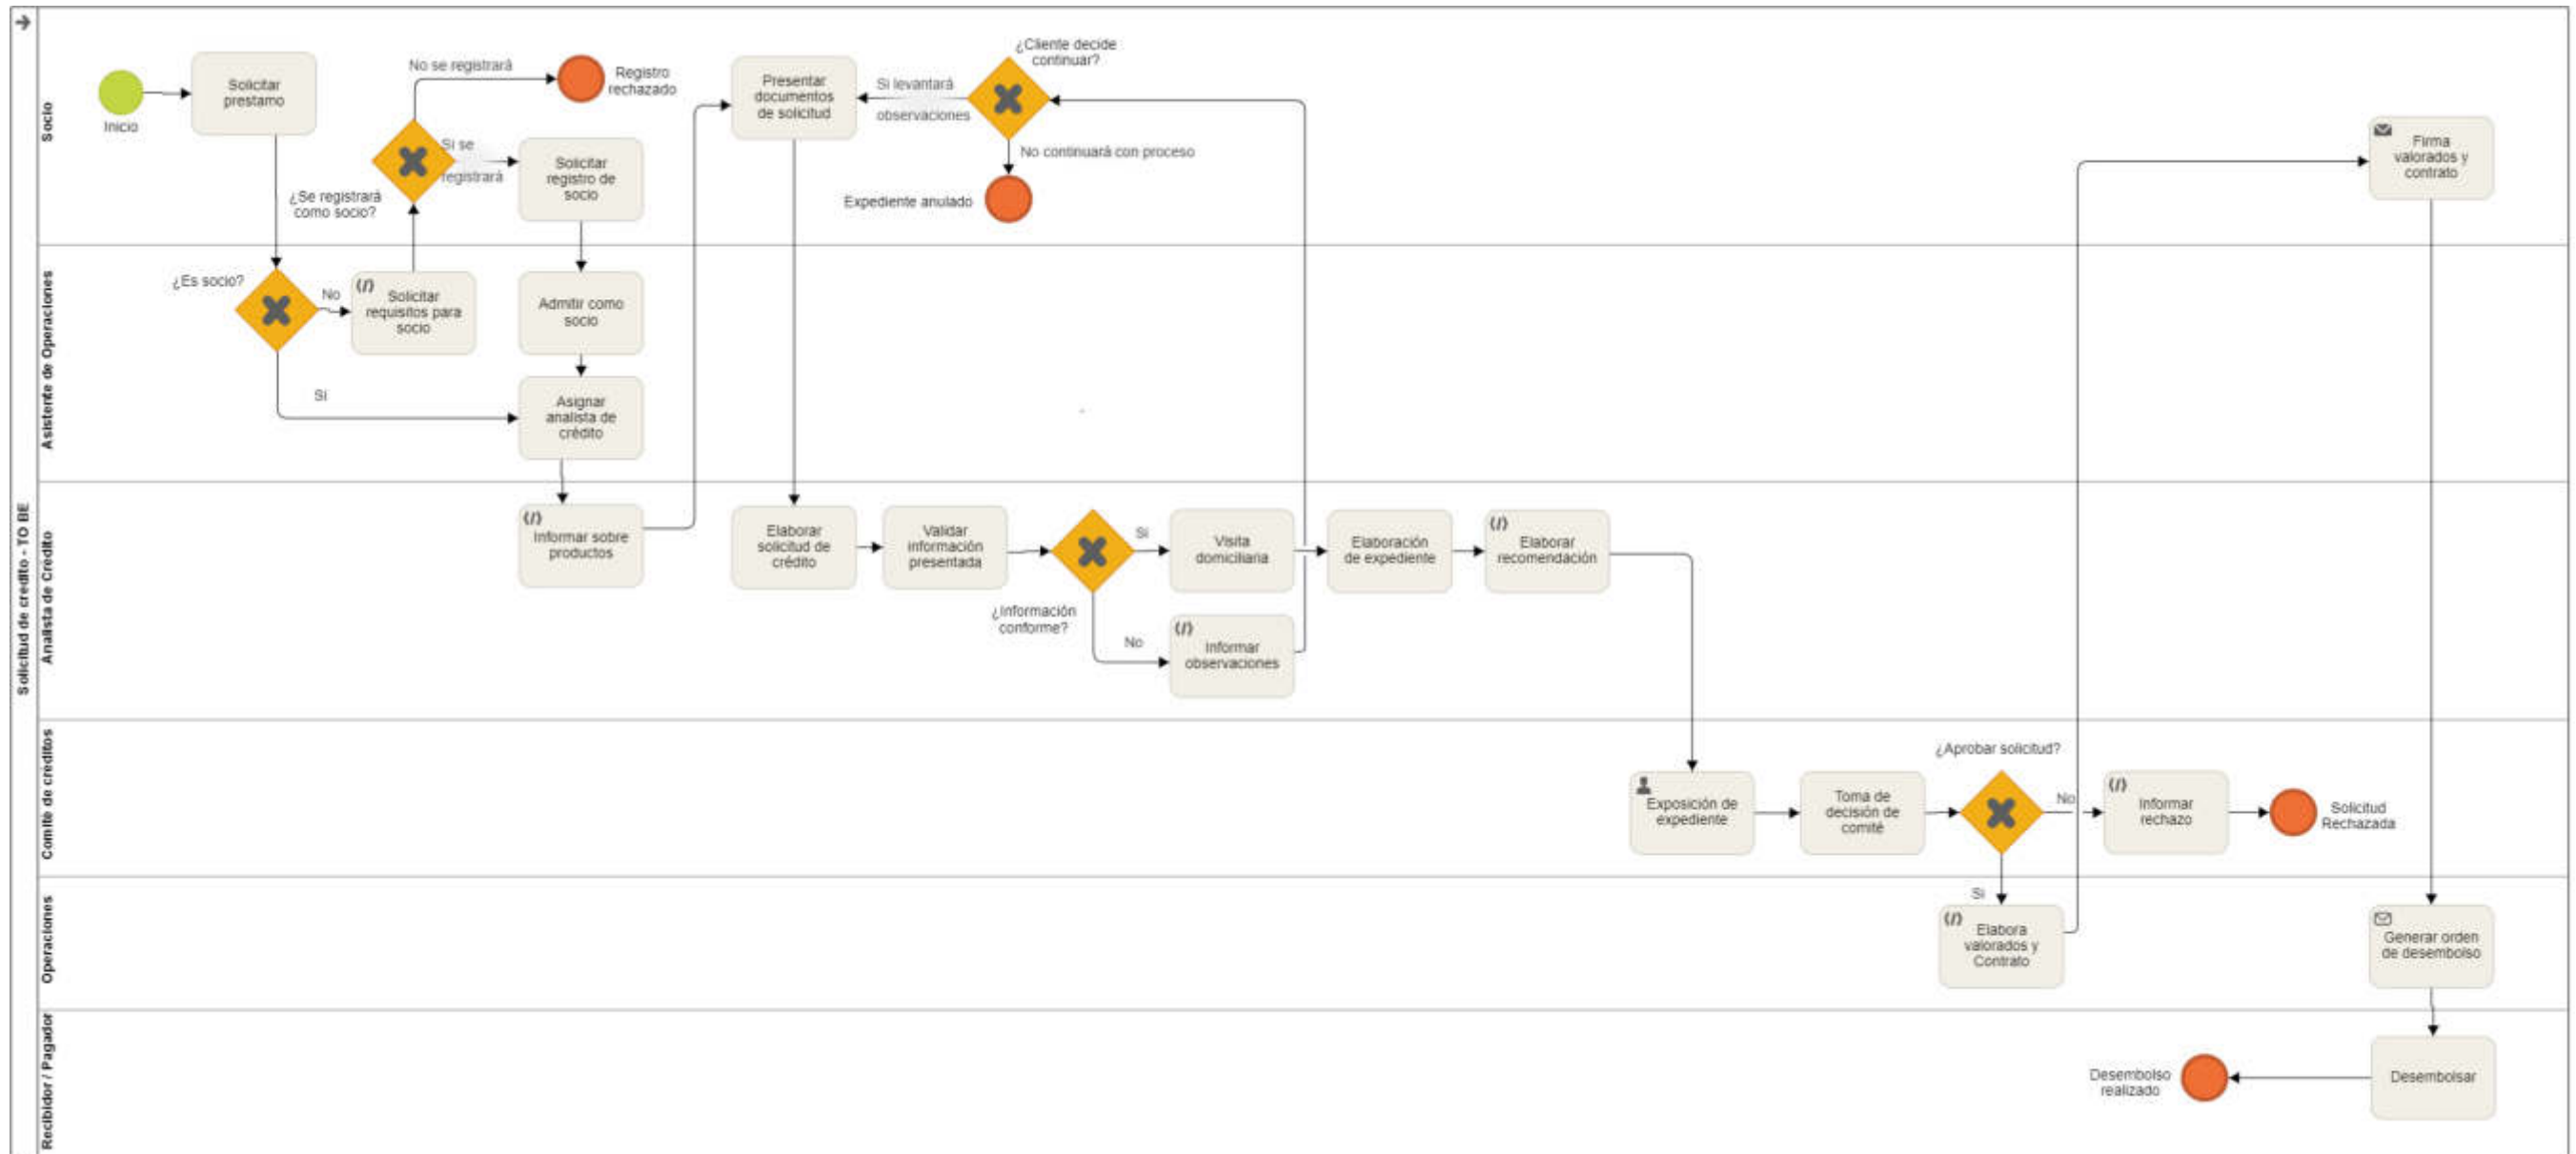 Solicitud de credito - TO BE
Socio
Inicio
Solicitar
prestamo
No se registrará
Registro
rechazado
Si se
registrará
¿Se registrará
como socio?
Solicitar
registro de
socio
Presentar
documentos
de solicitud
Si levantará
observaciones
¿Cliente decide
continuar?
No continuará con proceso
Expediente anulado
Firma
valorados y
contrato
Asistente de Operaciones
¿Es socio?
No
Solicitar
requisitos para
socio
Admitir como
socio
Si
Asignar
analista de
crédito
Analista de Crédito
Informar sobre
productos
Elaborar
solicitud de
crédito
Validar
información
presentada
¿Información
conforme?
Si
Visita
domiciliaria
No
Informar
observaciones
Elaboración
de expediente
Elaborar
recomendación
Comité de créditos
Exposición de
expediente
Toma de
decisión de
comité
¿Aprobar solicitud?
No
Informar
rechazo
Solicitud
Rechazada
Operaciones
Si
Elabora
valorados y
Contrato
Generar orden
de desembolso
Recibidor / Pagador
Desembolso
realizado
Desembolsar